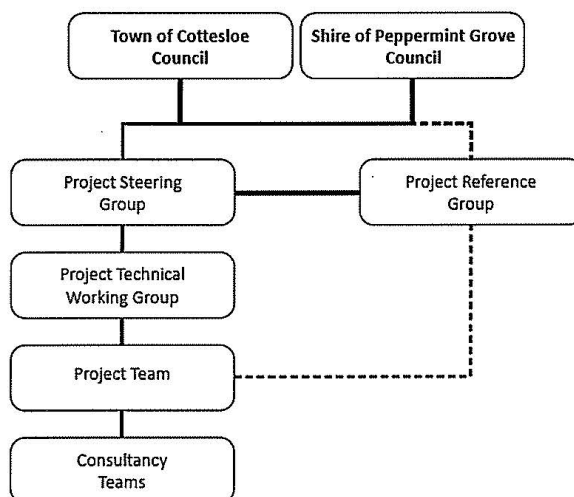 Town of Cottesloe
Council
Shire of Peppermint Grove
Council
Project Steering
Group
Project Reference
Group
Project Technical
Working Group
Project Team
Consultancy
Teams